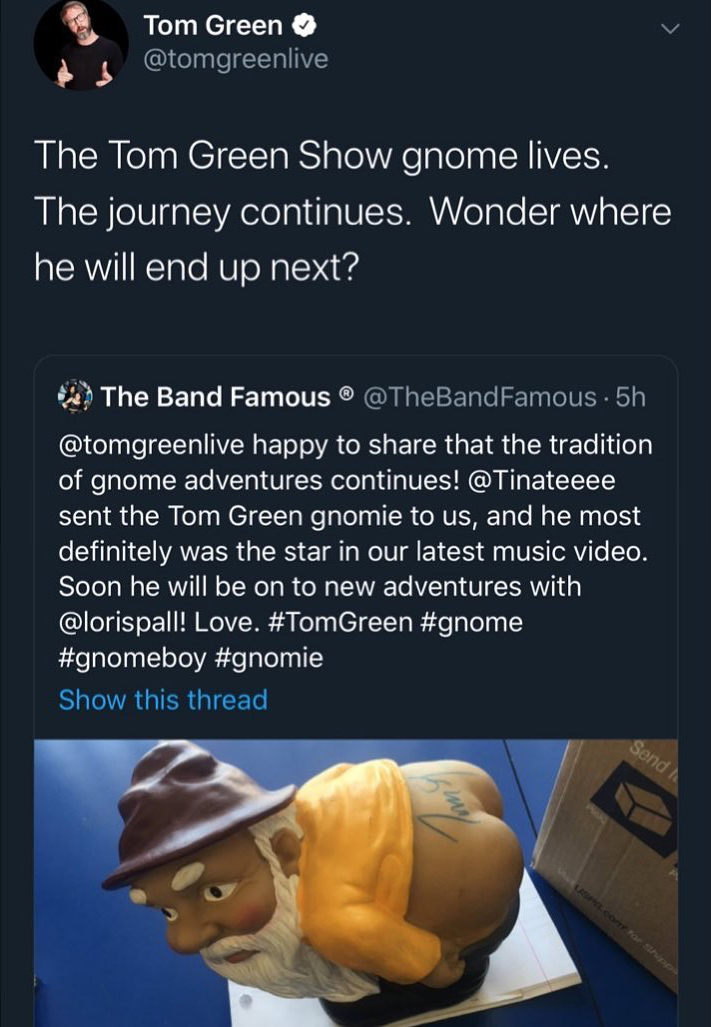 Tom Green
@tomgreenlive
The Tom Green Show gnome lives.
The journey continues. Wonder where
he will end up next?
The Band Famous ® @TheBandFamous · 5h
@tomgreenlive happy to share that the tradition
of gnome adventures continues! @Tinateeee
sent the Tom Green gnomie to us, and he most
definitely was the star in our latest music video.
Soon he will be on to new adventures with
@lorispall! Love. #TomGreen #gnome
#gnomeboy #gnomie
Show this thread
Send
usps.com
for